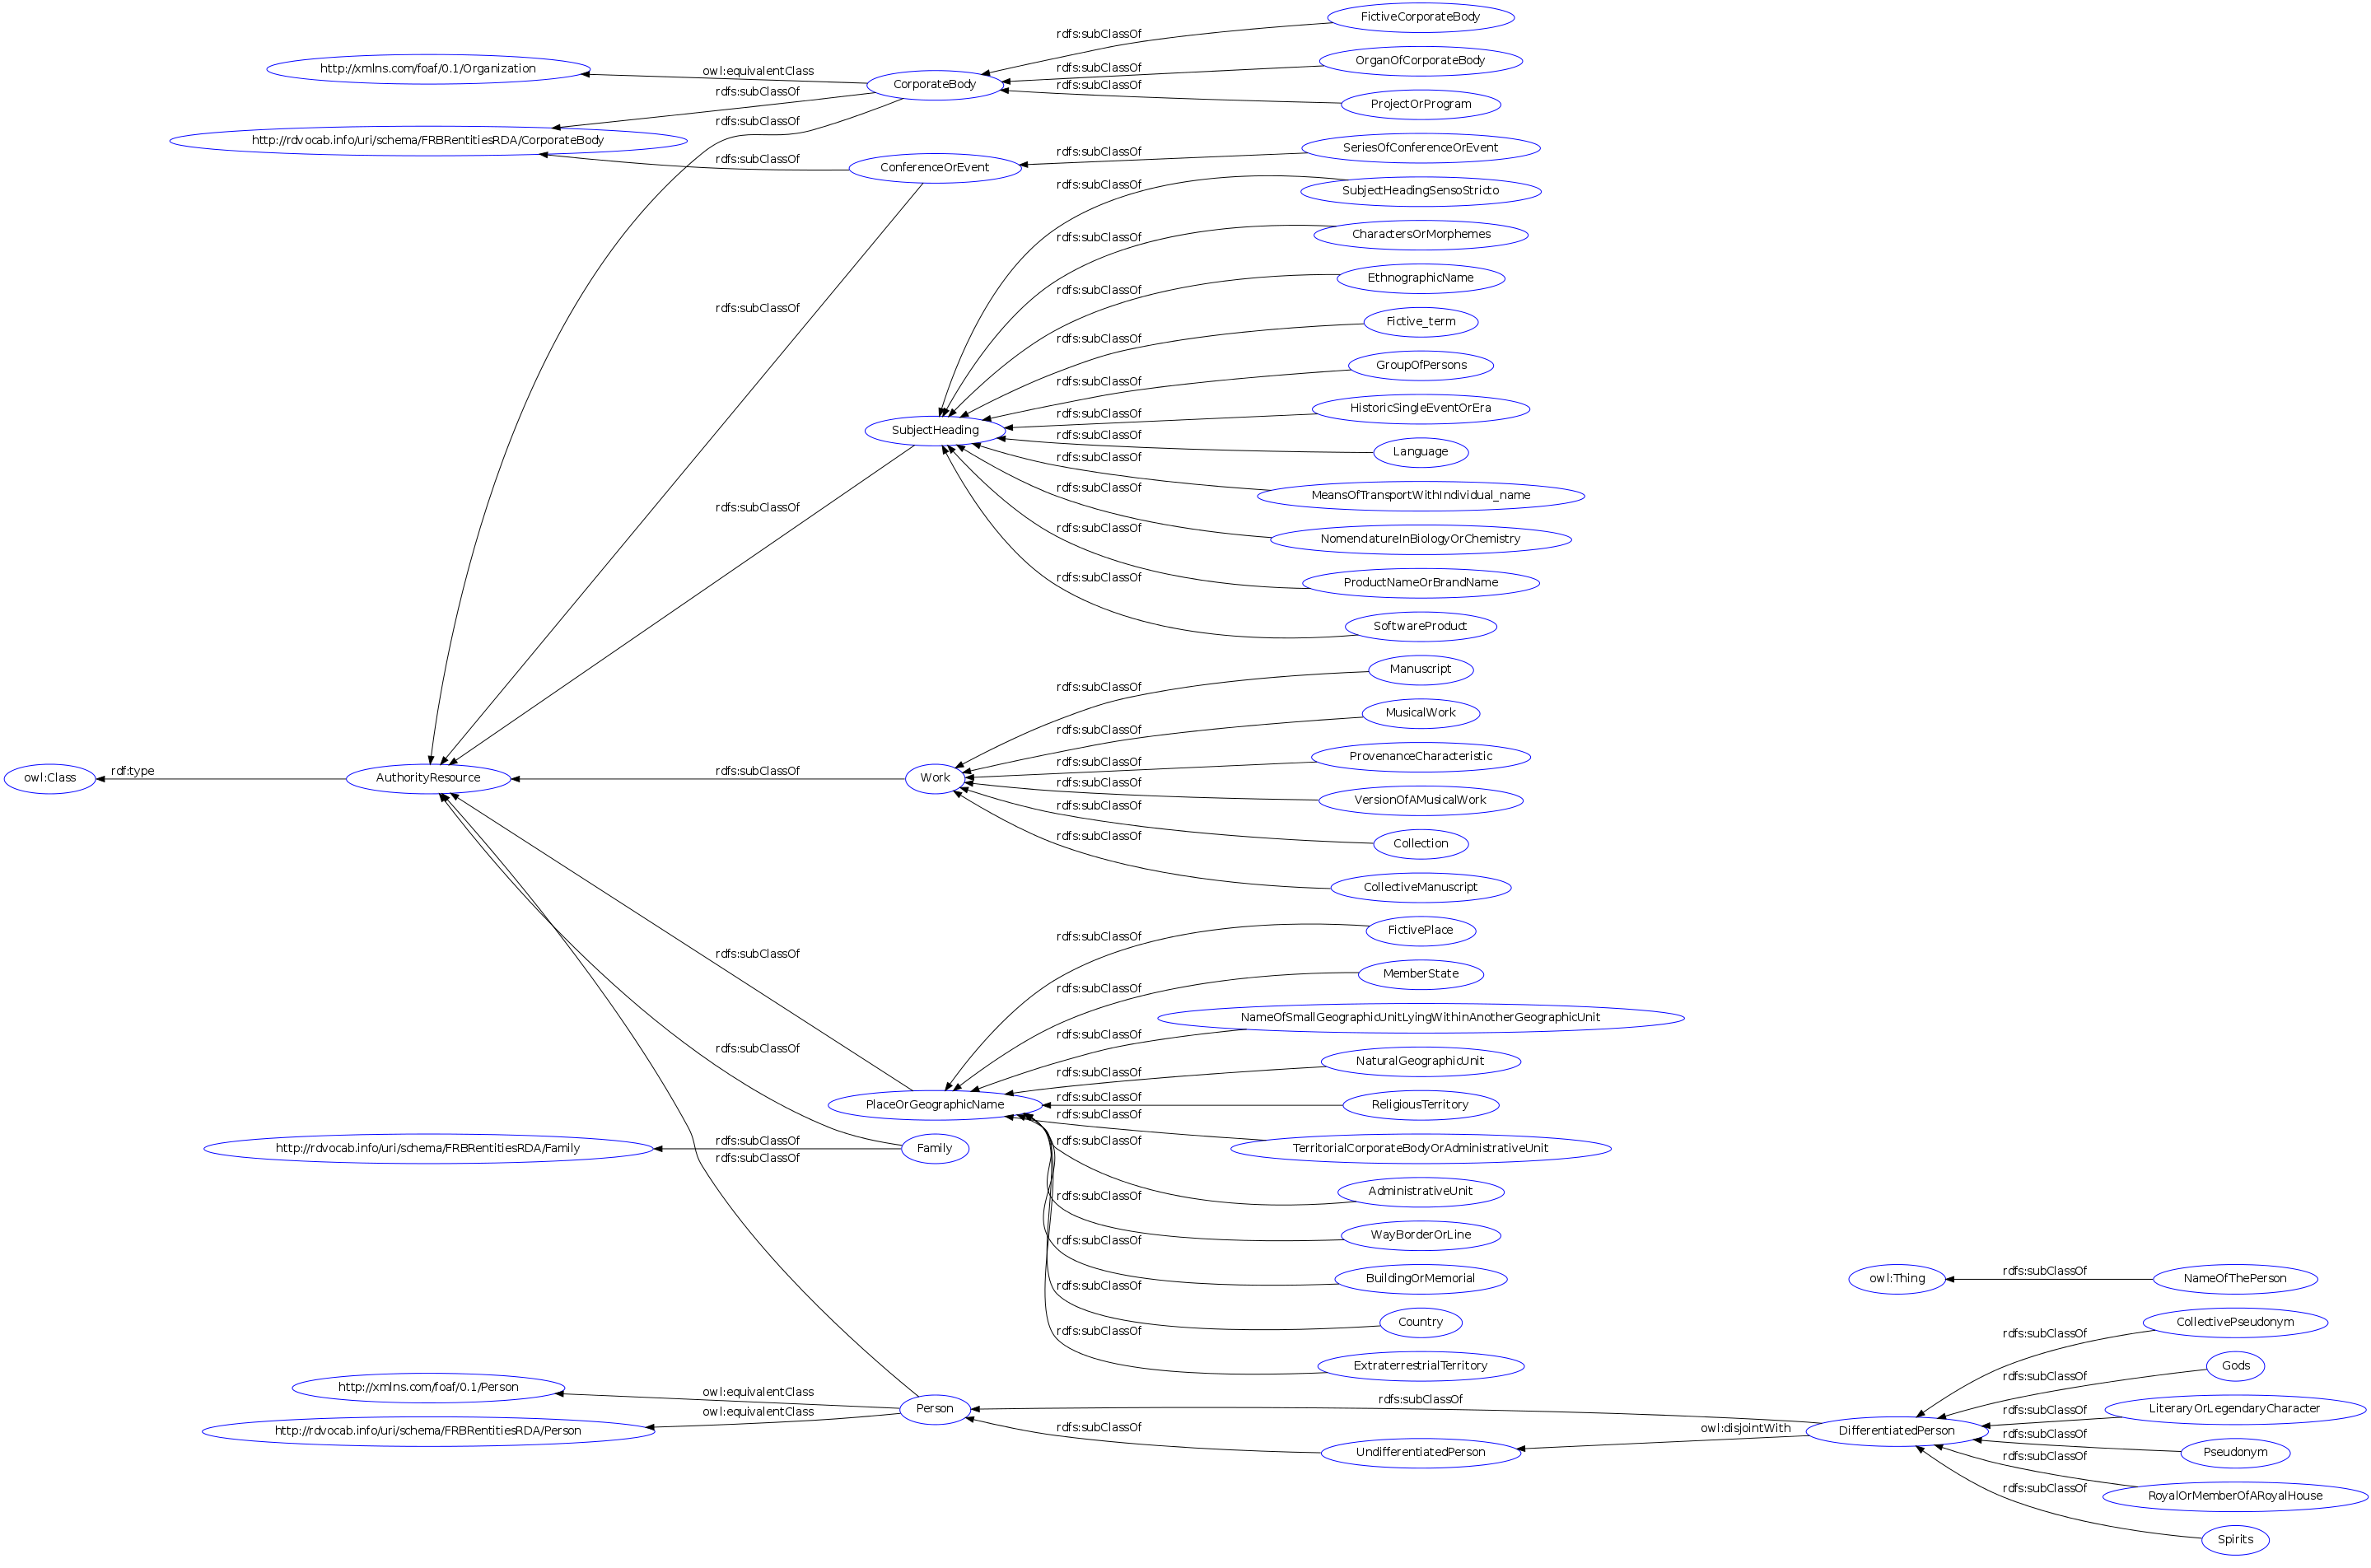 FictiveCorporateBody
rdfs:subClassOf
OrganOfCorporateBody
http://xmlns.com/foaf/0.1/Organization
owl:equivalentClass
rdfs:subClassOf
CorporateBody
rdfs:subClassOf
rdfs:subClassOf
ProjectOrProgram
rdfs:subClassOf
http://rdvocab.info/uri/schema/FRBRentitiesRDA/CorporateBody
rdfs:subClassOf
ConferenceOrEvent
rdfs:subClassOf
SeriesOfConferenceOrEvent
rdfs:subClassOf
SubjectHeadingSensoStricto
rdfs:subClassOf
CharactersOrMorphemes
rdfs:subClassOf
EthnographicName
rdfs:subClassOf
rdfs:subClassOf
Fictive_term
rdfs:subClassOf
GroupOfPersons
rdfs:subClassOf
HistoricSingleEventOrEra
SubjectHeading
rdfs:subClassOf
Language
rdfs:subClassOf
MeansOfTransportWithIndividual_name
rdfs:subClassOf
rdfs:subClassOf
NomenclatureInBiologyOrChemistry
rdfs:subClassOf
ProductNameOrBrandName
rdfs:subClassOf
SoftwareProduct
Manuscript
rdfs:subClassOf
MusicalWork
rdfs:subClassOf
ProvenanceCharacteristic
owl:Class
rdf:type
AuthorityResource
rdfs:subClassOf
Work
rdfs:subClassOf
rdfs:subClassOf
VersionOfAMusicalWork
rdfs:subClassOf
Collection
rdfs:subClassOf
CollectiveManuscript
FictivePlace
rdfs:subClassOf
rdfs:subClassOf
MemberState
rdfs:subClassOf
NameOfSmallGeographicUnitLyingWithinAnotherGeographicUnit
rdfs:subClassOf
rdfs:subClassOf
NaturalGeographicUnit
rdfs:subClassOf
PlaceOrGeographicName
rdfs:subClassOf
ReligiousTerritory
rdfs:subClassOf
TerritorialCorporateBodyOrAdministrativeUnit
http://rdvocab.info/uri/schema/FRBRentitiesRDA/Family
rdfs:subClassOf
Family
rdfs:subClassOf
rdfs:subClassOf
AdministrativeUnit
rdfs:subClassOf
WayBorderOrLine
rdfs:subClassOf
BuildingOrMemorial
rdfs:subClassOf
Country
rdfs:subClassOf
ExtraterrestrialTerritory
owl:Thing
rdfs:subClassOf
NameOfThePerson
CollectivePseudonym
rdfs:subClassOf
Gods
rdfs:subClassOf
http://xmlns.com/foaf/0.1/Person
owl:equivalentClass
Person
rdfs:subClassOf
LiteraryOrLegendaryCharacter
rdfs:subClassOf
http://rdvocab.info/uri/schema/FRBRentitiesRDA/Person
owl:equivalentClass
rdfs:subClassOf
owl:disjointWith
DifferentiatedPerson
rdfs:subClassOf
UndifferentiatedPerson
Pseudonym
rdfs:subClassOf
RoyalOrMemberOfARoyalHouse
rdfs:subClassOf
Spirits